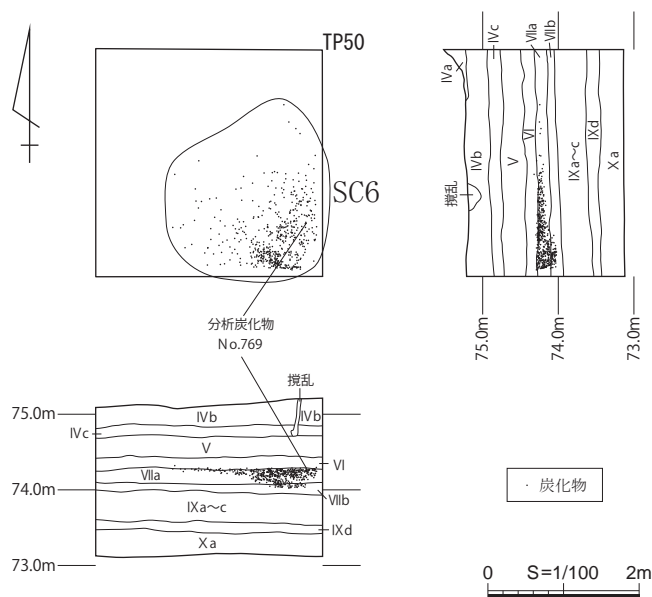 TP50
SC6
分析炭化物
No.769
IVa
IVb
IVc
V
VI
VIIa
VIIb
IXa～c
IXd
Xa
撹乱
75.0m
74.0m
73.0m
撹乱
75.0m
74.0m
73.0m
IVb
IVb
IVc
V
VI
VIIa
VIIb
IXa～c
IXd
Xa
炭化物
0 S=1/100 2m